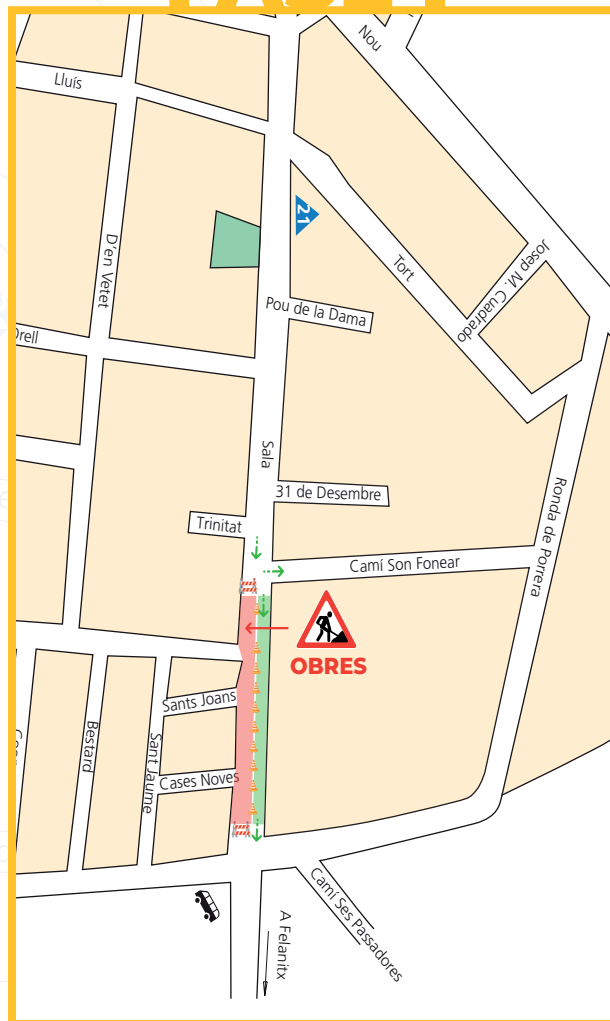 Nou
Lluís
21
D'en Vetet
Tort
Josep M. Cuadrado
Pou de la Dama
Sala
31 de Desembre
Trinitat
Ronda de Porrera
Camí Son Fonear
OBRES
Sants Joans
Bestard
Sant Jaume
Cases Noves
Camí Ses Passadores
A Felanitx